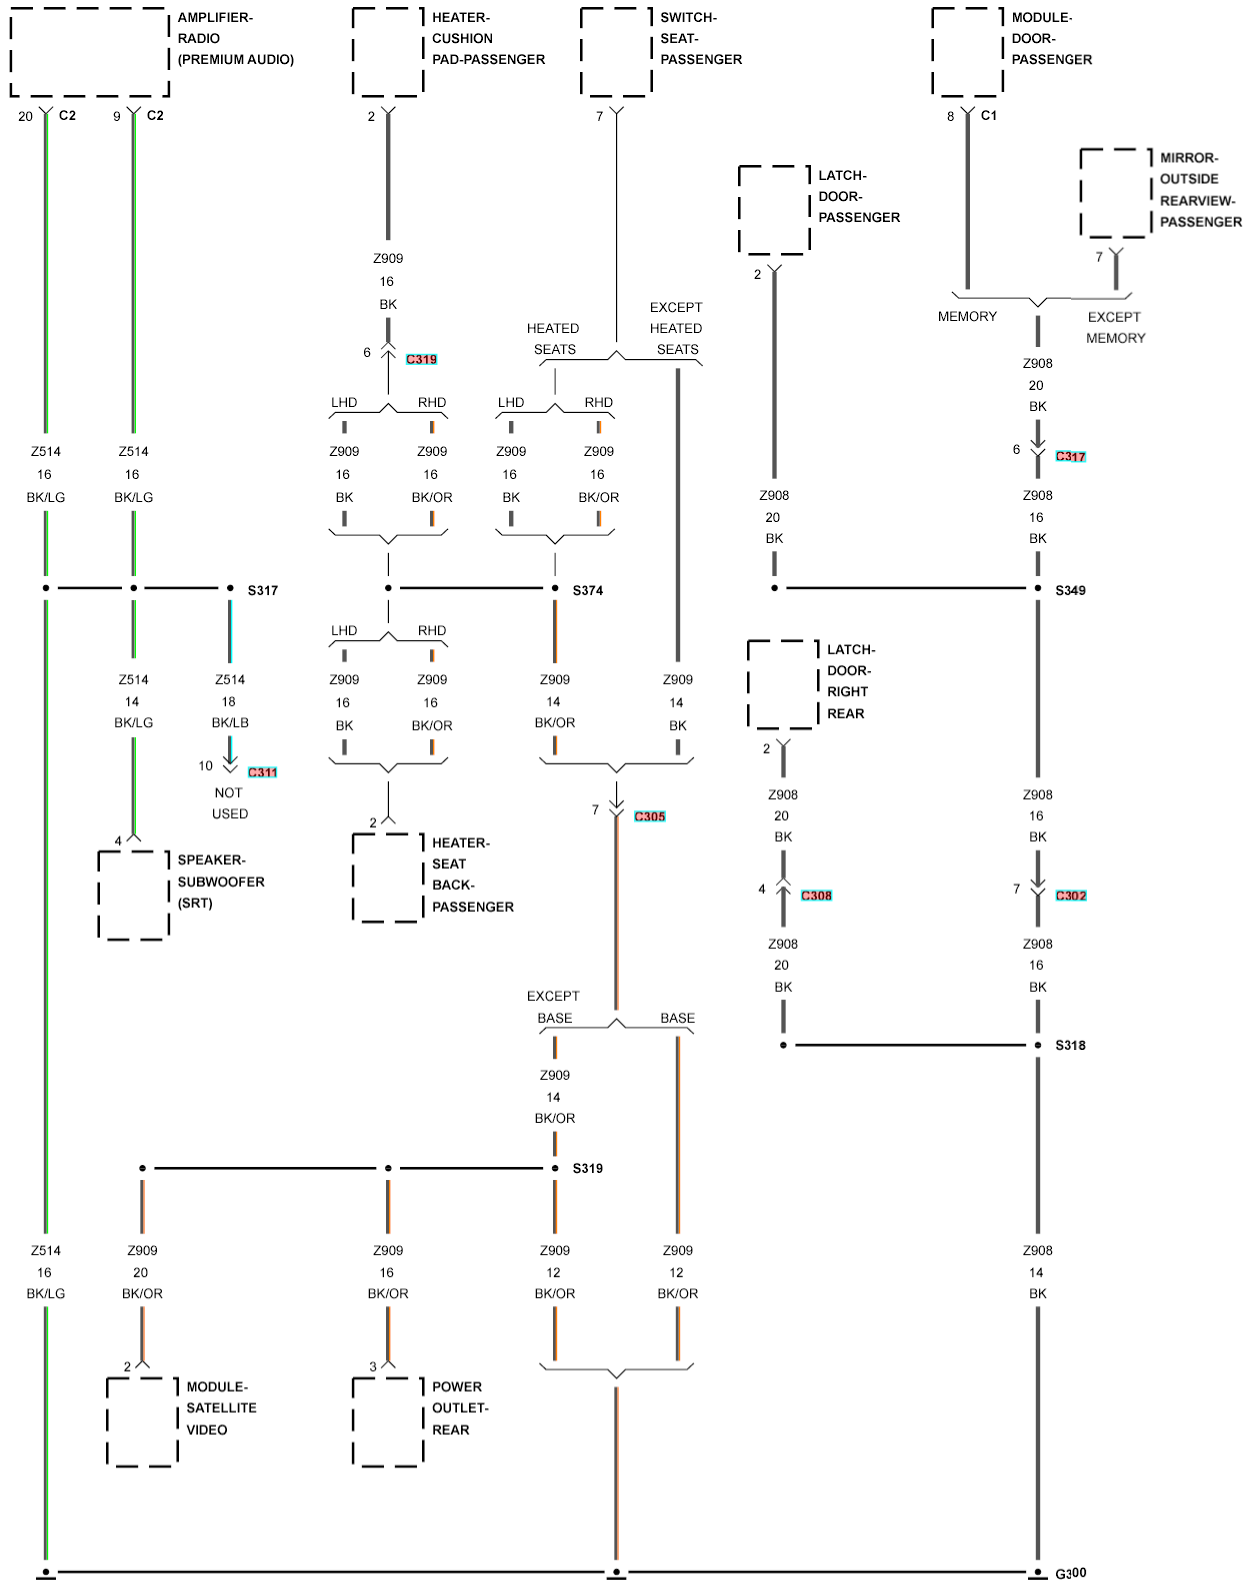 AMPLIFIER-
RADIO
(PREMIUM AUDIO)
HEATER-
CUSHION
PAD-PASSENGER
SWITCH-
SEAT-
PASSENGER
MODULE-
DOOR-
PASSENGER
20 C2
9 C2
2
7
8 C1
MIRROR-
OUTSIDE
REARVIEW-
PASSENGER
7
LATCH-
DOOR-
PASSENGER
2
Z909
16
BK
6 C319
HEATED
SEATS
EXCEPT
HEATED
SEATS
MEMORY
EXCEPT
MEMORY
Z908
20
BK
6 C317
LHD
RHD
LHD
RHD
Z514
16
BK/LG
Z514
16
BK/LG
Z909
16
BK
Z909
16
BK/OR
Z909
16
BK
Z909
16
BK/OR
Z908
20
BK
Z908
16
BK
S317
S374
S349
LHD
RHD
Z514
14
BK/LG
Z514
18
BK/LB
Z909
16
BK
Z909
16
BK/OR
Z909
14
BK/OR
Z909
14
BK
LATCH-
DOOR-
RIGHT
REAR
2
10 C311
NOT
USED
7 C305
Z908
20
BK
Z908
16
BK
4
SPEAKER-
SUBWOOFER
(SRT)
2
HEATER-
SEAT
BACK-
PASSENGER
4 C308
7 C302
Z908
20
BK
Z908
16
BK
EXCEPT
BASE
BASE
S318
Z909
14
BK/OR
S319
Z514
16
BK/LG
Z909
20
BK/OR
Z909
16
BK/OR
Z909
12
BK/OR
Z909
12
BK/OR
Z908
14
BK
2
MODULE-
SATELLITE
VIDEO
3
POWER
OUTLET-
REAR
G300